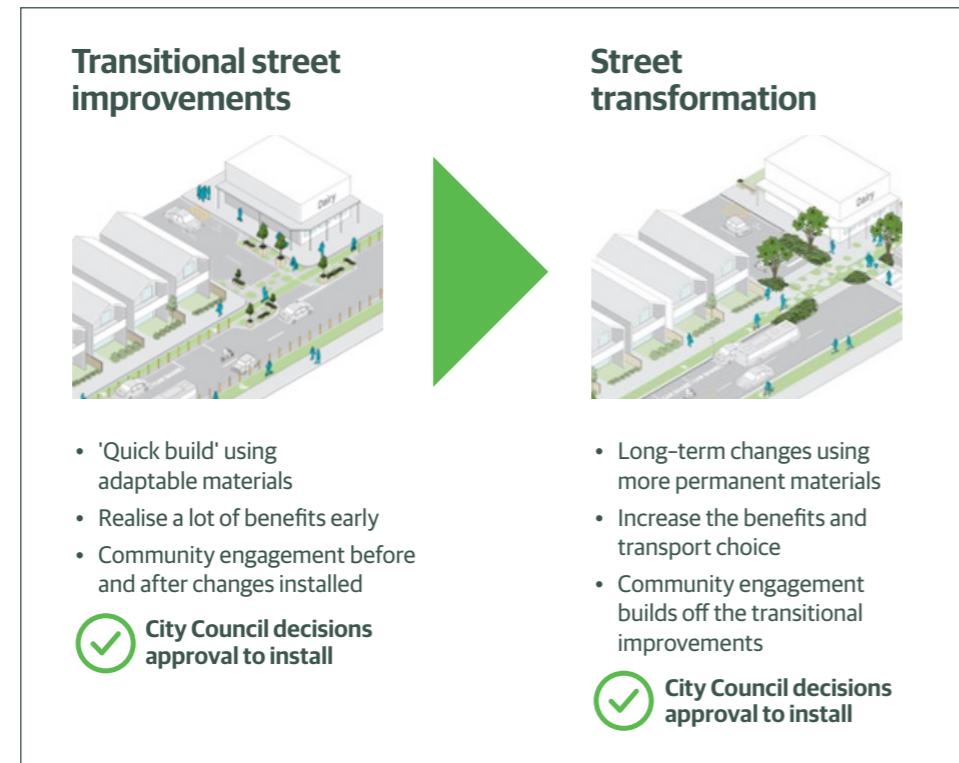 Transitional street
improvements
Dairy
• 'Quick build' using
adaptable materials
• Realise a lot of benefits early
• Community engagement before
and after changes installed
City Council decisions
approval to install
Street
transformation
Dairy
• Long-term changes using
more permanent materials
• Increase the benefits and
transport choice
• Community engagement
builds off the transitional
improvements
City Council decisions
approval to install